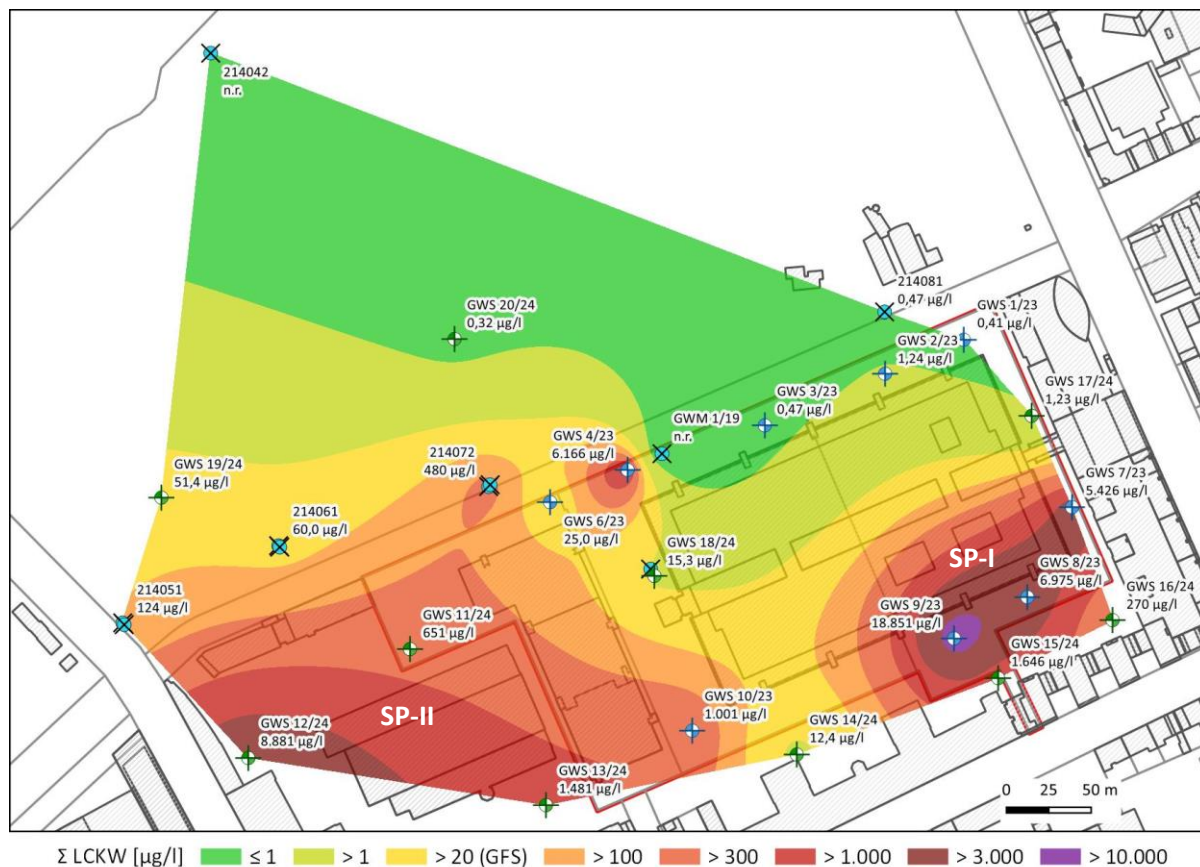 214042
n.r.
GWS 20/24
0,32 µg/l
214081
0,47 µg/l
GWS 1/23
0,41 µg/l
GWS 2/23
1,24 µg/l
GWS 3/23
0,47 µg/l
GWS 17/24
1,23 µg/l
GWM 1/19
n.r.
GWS 4/23
6.166 µg/l
214072
480 µg/l
GWS 19/24
51,4 µg/l
GWS 7/23
5.426 µg/l
214061
60,0 µg/l
GWS 6/23
25,0 µg/l
GWS 18/24
15,3 µg/l
SP-I
GWS 8/23
6.975 µg/l
GWS 16/24
270 µg/l
214051
124 µg/l
GWS 9/23
18.851 µg/l
GWS 11/24
651 µg/l
GWS 15/24
1.646 µg/l
SP-II
GWS 10/23
1.001 µg/l
GWS 12/24
8.881 µg/l
GWS 14/24
12,4 µg/l
GWS 13/24
1.481 µg/l
0 25 50 m
Σ LCKW [µg/l] ≤ 1 > 1 > 20 (GFS) > 100 > 300 > 1.000 > 3.000 > 10.000